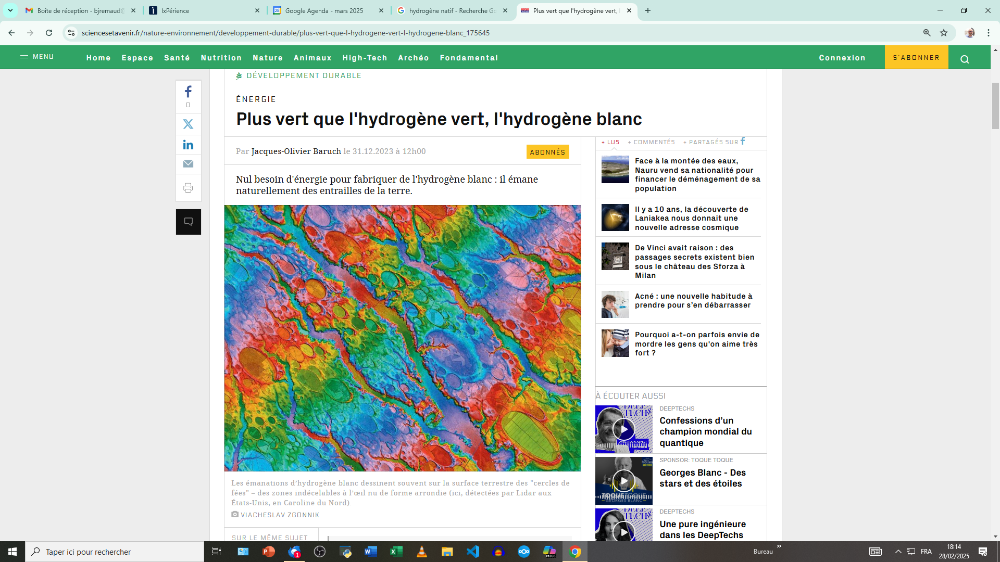 Boîte de réception - bjremaud@
IxPérience
Google Agenda - mars 2025
hydrogène natif - Recherche Go
Plus vert que l'hydrogène vert, l
sciencesetavenir.fr/nature-environnement/developpement-durable/plus-vert-que-l-hydrogene-vert-l-hydrogene-blanc_175645
MENU
Home Espace Santé Nutrition Nature Animaux High-Tech Archéo Fondamental
Connexion
S'ABONNER
DÉVELOPPEMENT DURABLE
ÉNERGIE
Plus vert que l'hydrogène vert, l'hydrogène blanc
Par Jacques-Olivier Baruch le 31.12.2023 à 12h00
ABONNÉS
Nul besoin d'énergie pour fabriquer de l'hydrogène blanc : il émane
naturellement des entrailles de la terre.
Les émanations d’hydrogène blanc dessinent souvent sur la surface terrestre des "cercles de
fées" – des zones indécelables à l’œil nu de forme arrondie (ici, détectées par Lidar aux
États-Unis, en Caroline du Nord).
VIACHESLAV ZGONNIK
SUR LE MÊME SUJET
+ LUS + COMMENTÉS + PARTAGÉS SUR
Face à la montée des eaux,
Nauru vend sa nationalité pour
financer le déménagement de sa
population
Il y a 10 ans, la découverte de
Laniakea nous donnait une
nouvelle adresse cosmique
De Vinci avait raison : des
passages secrets existent bien
sous le château des Sforza à
Milan
Acné : une nouvelle habitude à
prendre pour s’en débarrasser
Pourquoi a-t-on parfois envie de
mordre les gens qu'on aime très
fort ?
À ÉCOUTER AUSSI
DEEPTECHS
Confessions d’un
champion mondial du
quantique
AVEC ALAIN ASPECT
SPONSOR: TOQUE TOQUE
Georges Blanc - Des
stars et des étoiles
TOQUETOQUE
GEORGES BLANC
DEEPTECHS
Une pure ingénieure
dans les DeepTechs
Taper ici pour rechercher
1
M365
Bureau
FRA
18:14
28/02/2025
28